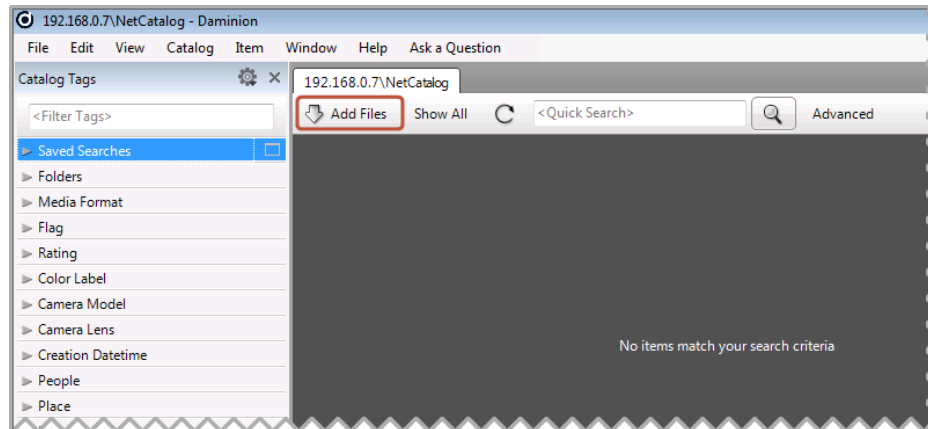 192.168.0.7\NetCatalog - Daminion
File Edit View Catalog Item Window Help Ask a Question
Catalog Tags
192.168.0.7\NetCatalog
<Filter Tags>
Add Files Show All <Quick Search> Advanced
Saved Searches
Folders
Media Format
Flag
Rating
Color Label
Camera Model
Camera Lens
Creation Datetime
People
Place
No items match your search criteria